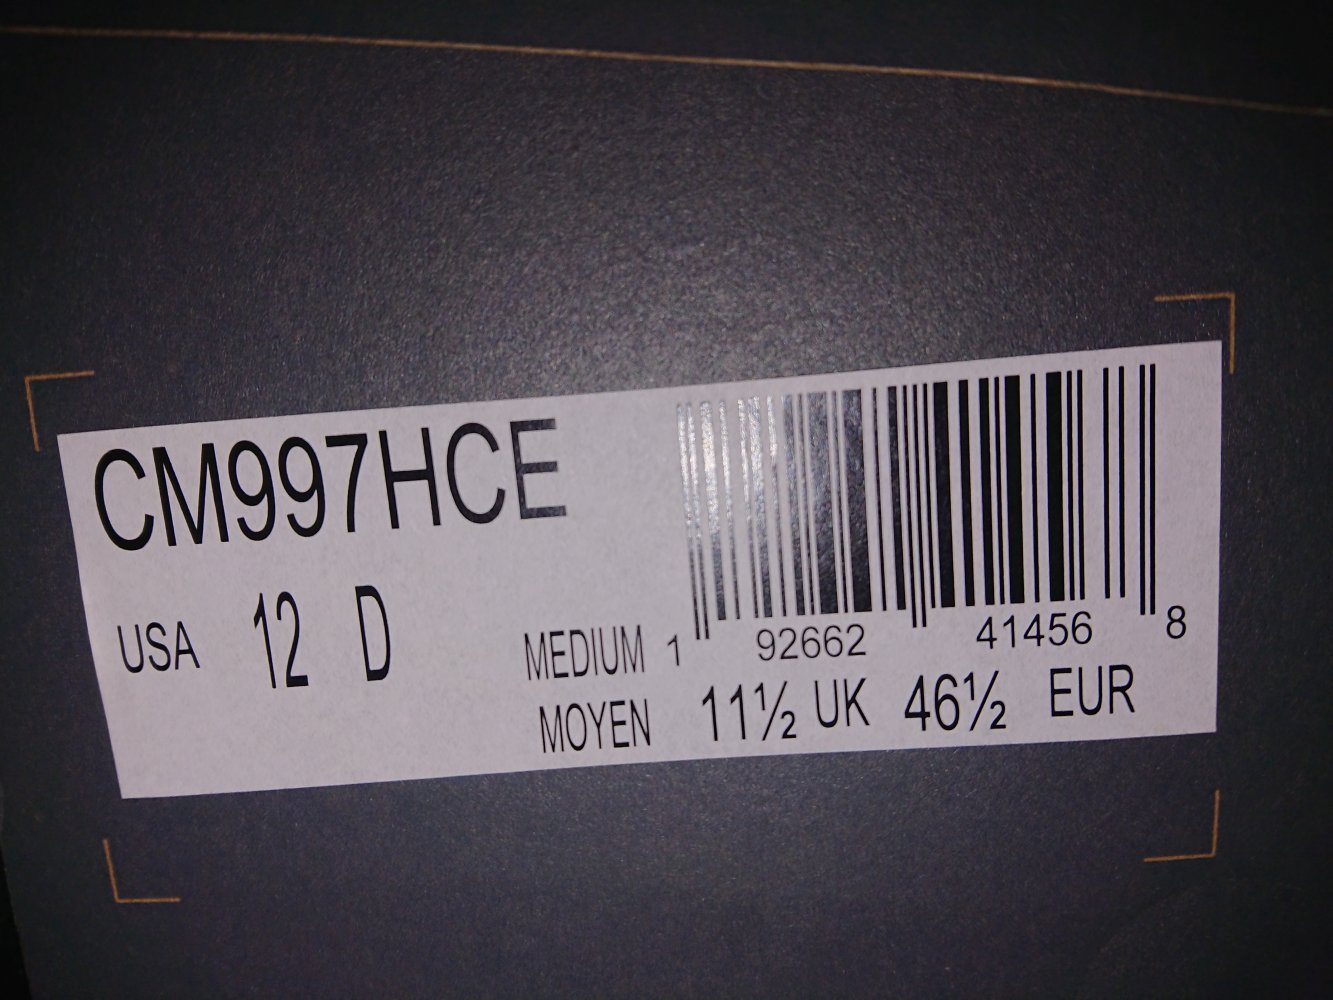 CM997HCE
USA 12 D
MEDIUM
MOYEN
1 92662 41456 8
11½ UK 46½ EUR